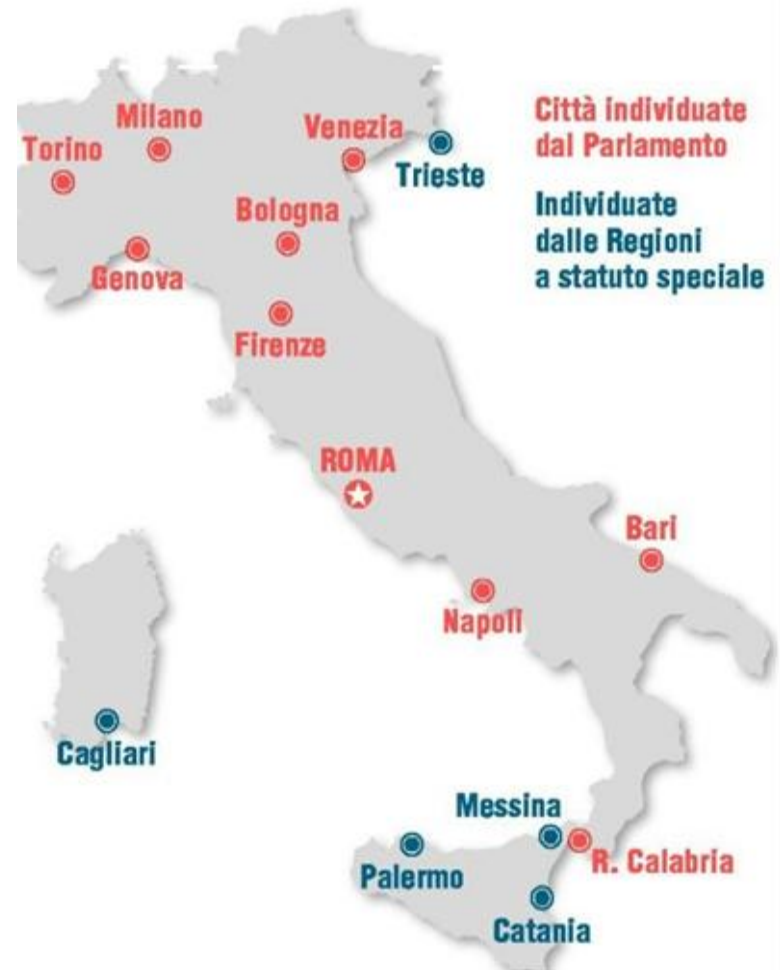 Milano
Torino
Venezia
Trieste
Bologna
Genova
Firenze
ROMA
Bari
Napoli
Cagliari
Messina
R. Calabria
Palermo
Catania
Città individuate
dal Parlamento
Individuate
dalle Regioni
a statuto speciale